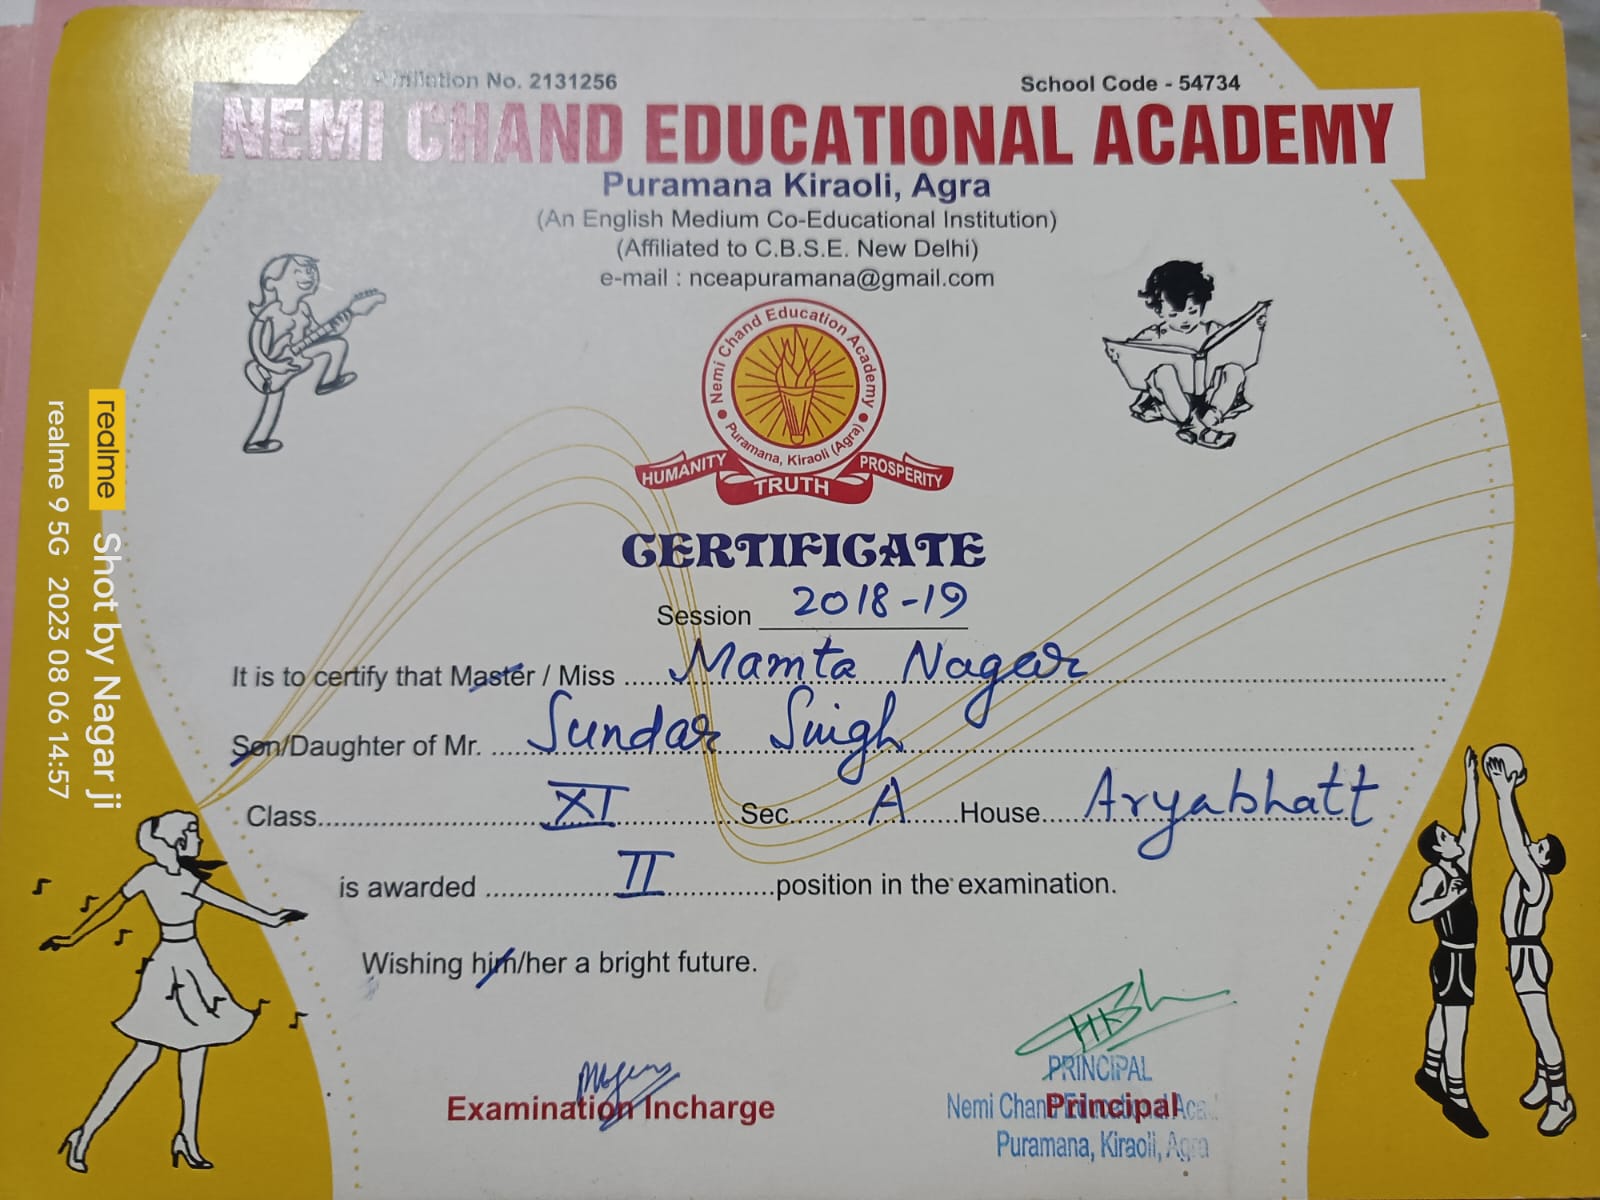 Affiliation No. 2131256
School Code - 54734
NEMI CHAND EDUCATIONAL ACADEMY
Puramana Kiraoli, Agra
(An English Medium Co-Educational Institution)
(Affiliated to C.B.S.E. New Delhi)
e-mail : nceapuramana@gmail.com
Nemi Chand Education Academy
Puramana, Kiraoli (Agra)
HUMANITY TRUTH PROSPERITY
CERTIFICATE
Session 2018-19
It is to certify that Master / Miss Mamta Nagar
Son/Daughter of Mr. Sundar Singh
Class XI Sec. A House Aryabhatt
is awarded II position in the examination.
Wishing him/her a bright future.
Examination Incharge
PRINCIPAL
Principal
Nemi Chand Educational Aca
Puramana, Kiraoli, Agra
realme Shot by Nagar ji
realme 9 5G 2023 08 06 14:57